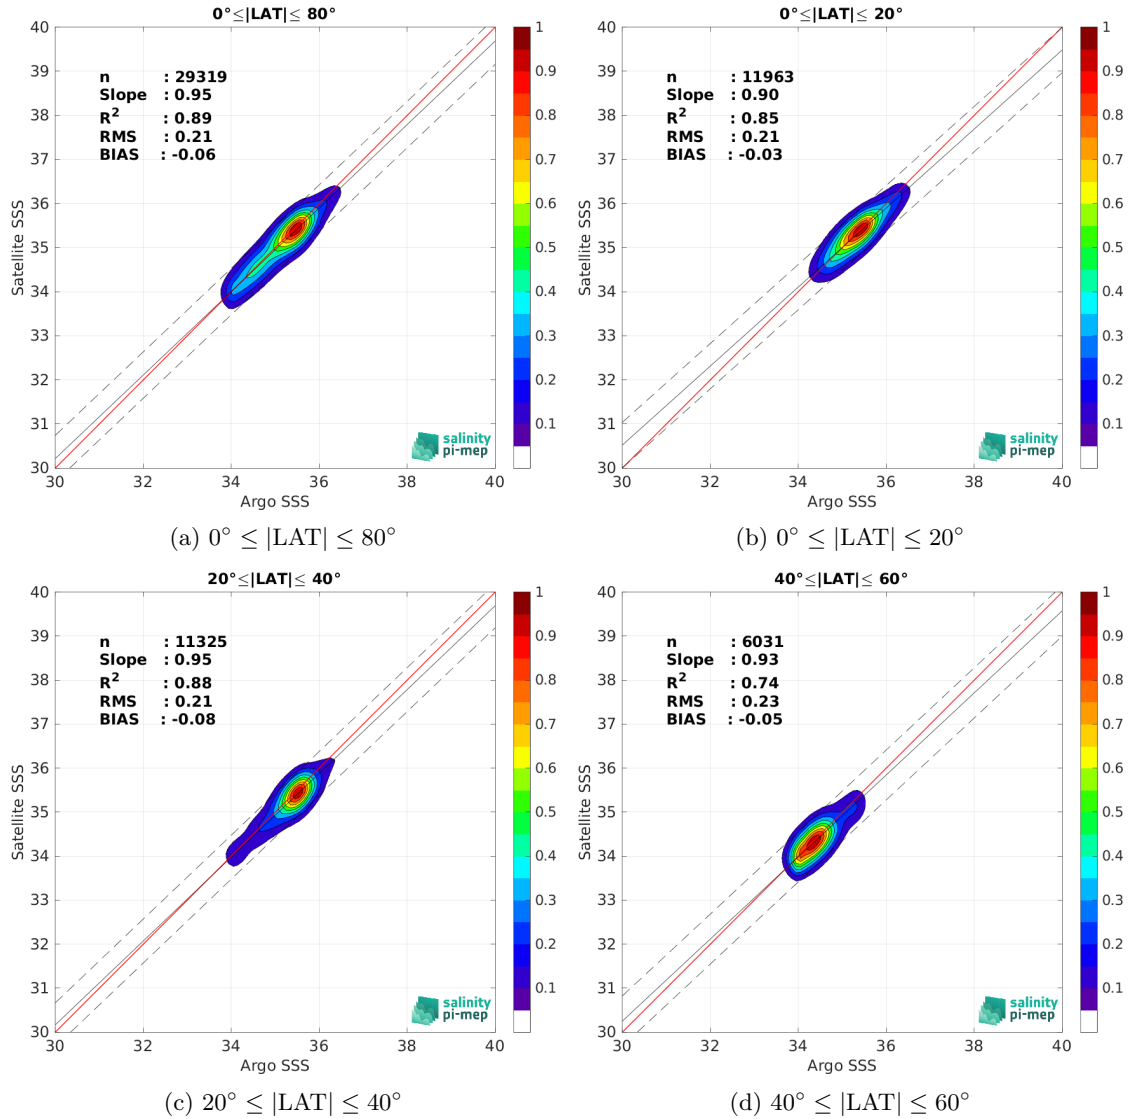 0°≤|LAT|≤ 80°
40
39
38
37
36
35
34
33
32
31
30
30
32
34
36
38
40
Satellite SSS
Argo SSS
n : 29319
Slope : 0.95
R² : 0.89
RMS : 0.21
BIAS : -0.06
1
0.9
0.8
0.7
0.6
0.5
0.4
0.3
0.2
0.1
salinity
pi-mep
(a) 0° ≤ |LAT| ≤ 80°
0°≤|LAT|≤ 20°
40
39
38
37
36
35
34
33
32
31
30
30
32
34
36
38
40
Satellite SSS
Argo SSS
n : 11963
Slope : 0.90
R² : 0.85
RMS : 0.21
BIAS : -0.03
1
0.9
0.8
0.7
0.6
0.5
0.4
0.3
0.2
0.1
salinity
pi-mep
(b) 0° ≤ |LAT| ≤ 20°
20°≤|LAT|≤ 40°
40
39
38
37
36
35
34
33
32
31
30
30
32
34
36
38
40
Satellite SSS
Argo SSS
n : 11325
Slope : 0.95
R² : 0.88
RMS : 0.21
BIAS : -0.08
1
0.9
0.8
0.7
0.6
0.5
0.4
0.3
0.2
0.1
salinity
pi-mep
(c) 20° ≤ |LAT| ≤ 40°
40°≤|LAT|≤ 60°
40
39
38
37
36
35
34
33
32
31
30
30
32
34
36
38
40
Satellite SSS
Argo SSS
n : 6031
Slope : 0.93
R² : 0.74
RMS : 0.23
BIAS : -0.05
1
0.9
0.8
0.7
0.6
0.5
0.4
0.3
0.2
0.1
salinity
pi-mep
(d) 40° ≤ |LAT| ≤ 60°